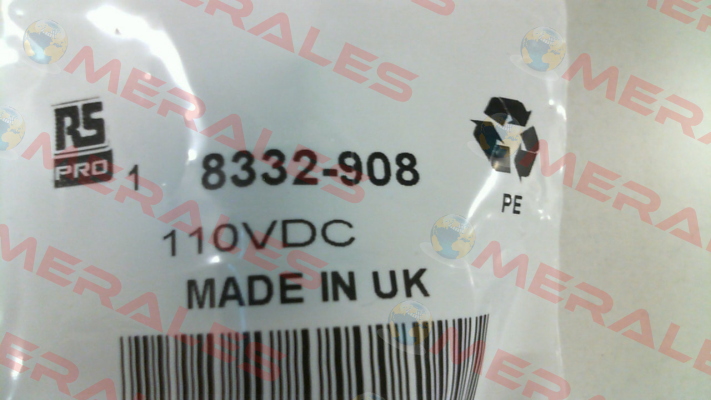 RS
PRO
1
8332-908
110VDC
MADE IN UK
PE
MERALES
MERALES
MERALES
MERALES
MERALES